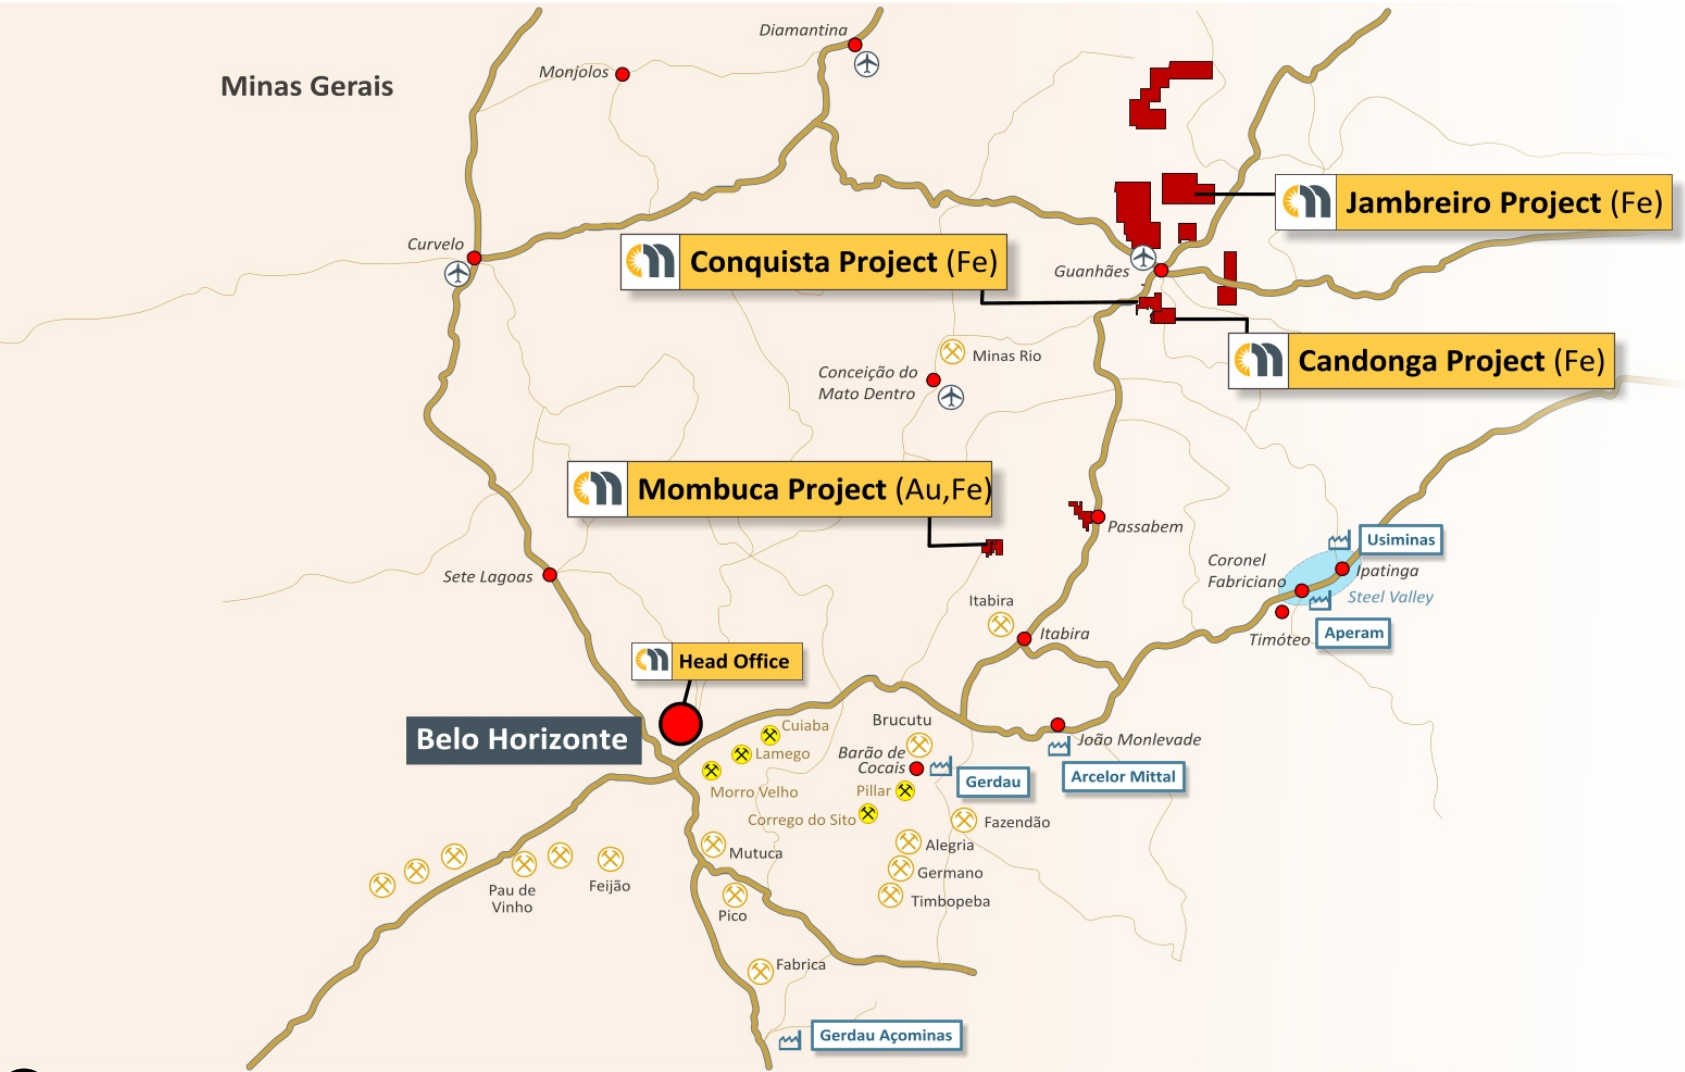 Diamantina
Monjolos
Minas Gerais
Jambreiro Project (Fe)
Curvelo
Conquista Project (Fe)
Guanhães
Minas Rio
Candonga Project (Fe)
Conceição do
Mato Dentro
Mombuca Project (Au,Fe)
Passabem
Usiminas
Coronel
Fabriciano
Ipatinga
Sete Lagoas
Steel Valley
Itabira
Itabira
Timóteo
Aperam
Head Office
Belo Horizonte
Cuiaba
Brucutu
Lamego
João Monlevade
Barão de
Cocais
Arcelor Mittal
Gerdau
Morro Velho
Pillar
Corrego do Sito
Fazendão
Mutuca
Alegria
Germano
Pau de
Vinho
Feijão
Timbopeba
Pico
Fabrica
Gerdau Açominas